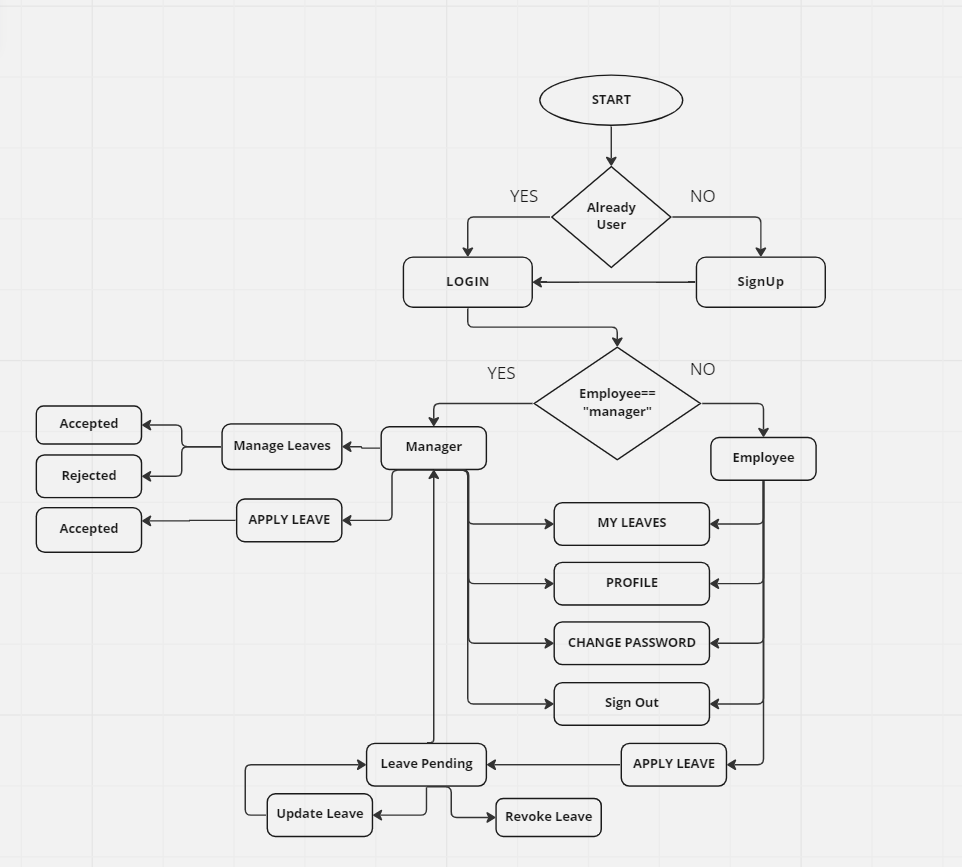 START
YES
NO
Already
User
LOGIN
SignUp
YES
NO
Employee==
"manager"
Accepted
Manage Leaves
Manager
Employee
Rejected
APPLY LEAVE
Accepted
MY LEAVES
PROFILE
CHANGE PASSWORD
Sign Out
Leave Pending
APPLY LEAVE
Update Leave
Revoke Leave